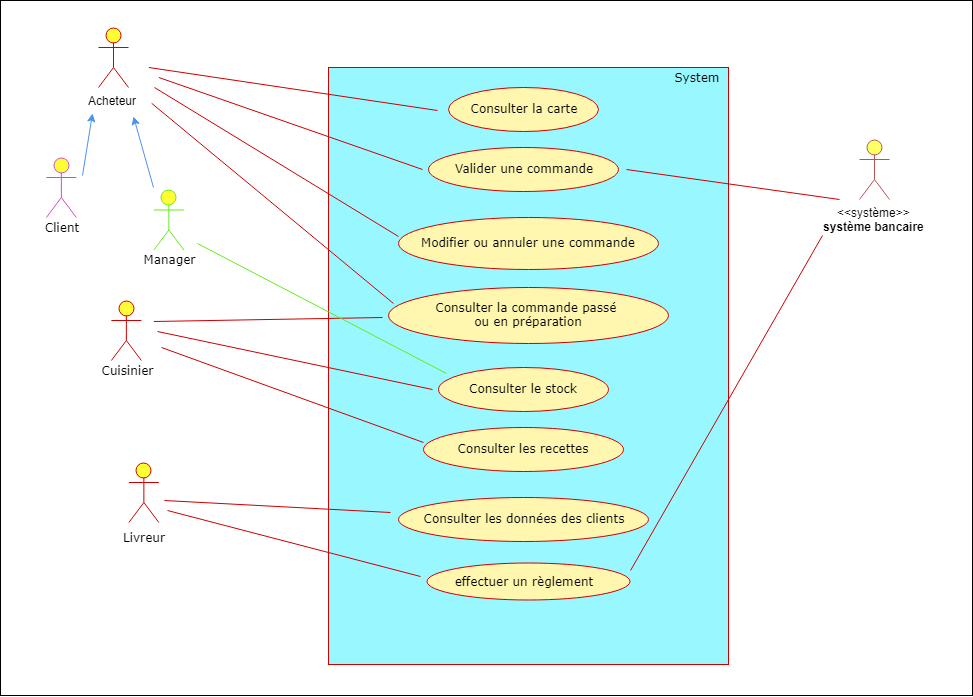 System
Acheteur
Consulter la carte
Valider une commande
Client
Manager
<<système>>
système bancaire
Modifier ou annuler une commande
Consulter la commande passé
ou en préparation
Cuisinier
Consulter le stock
Consulter les recettes
Livreur
Consulter les données des clients
effectuer un règlement